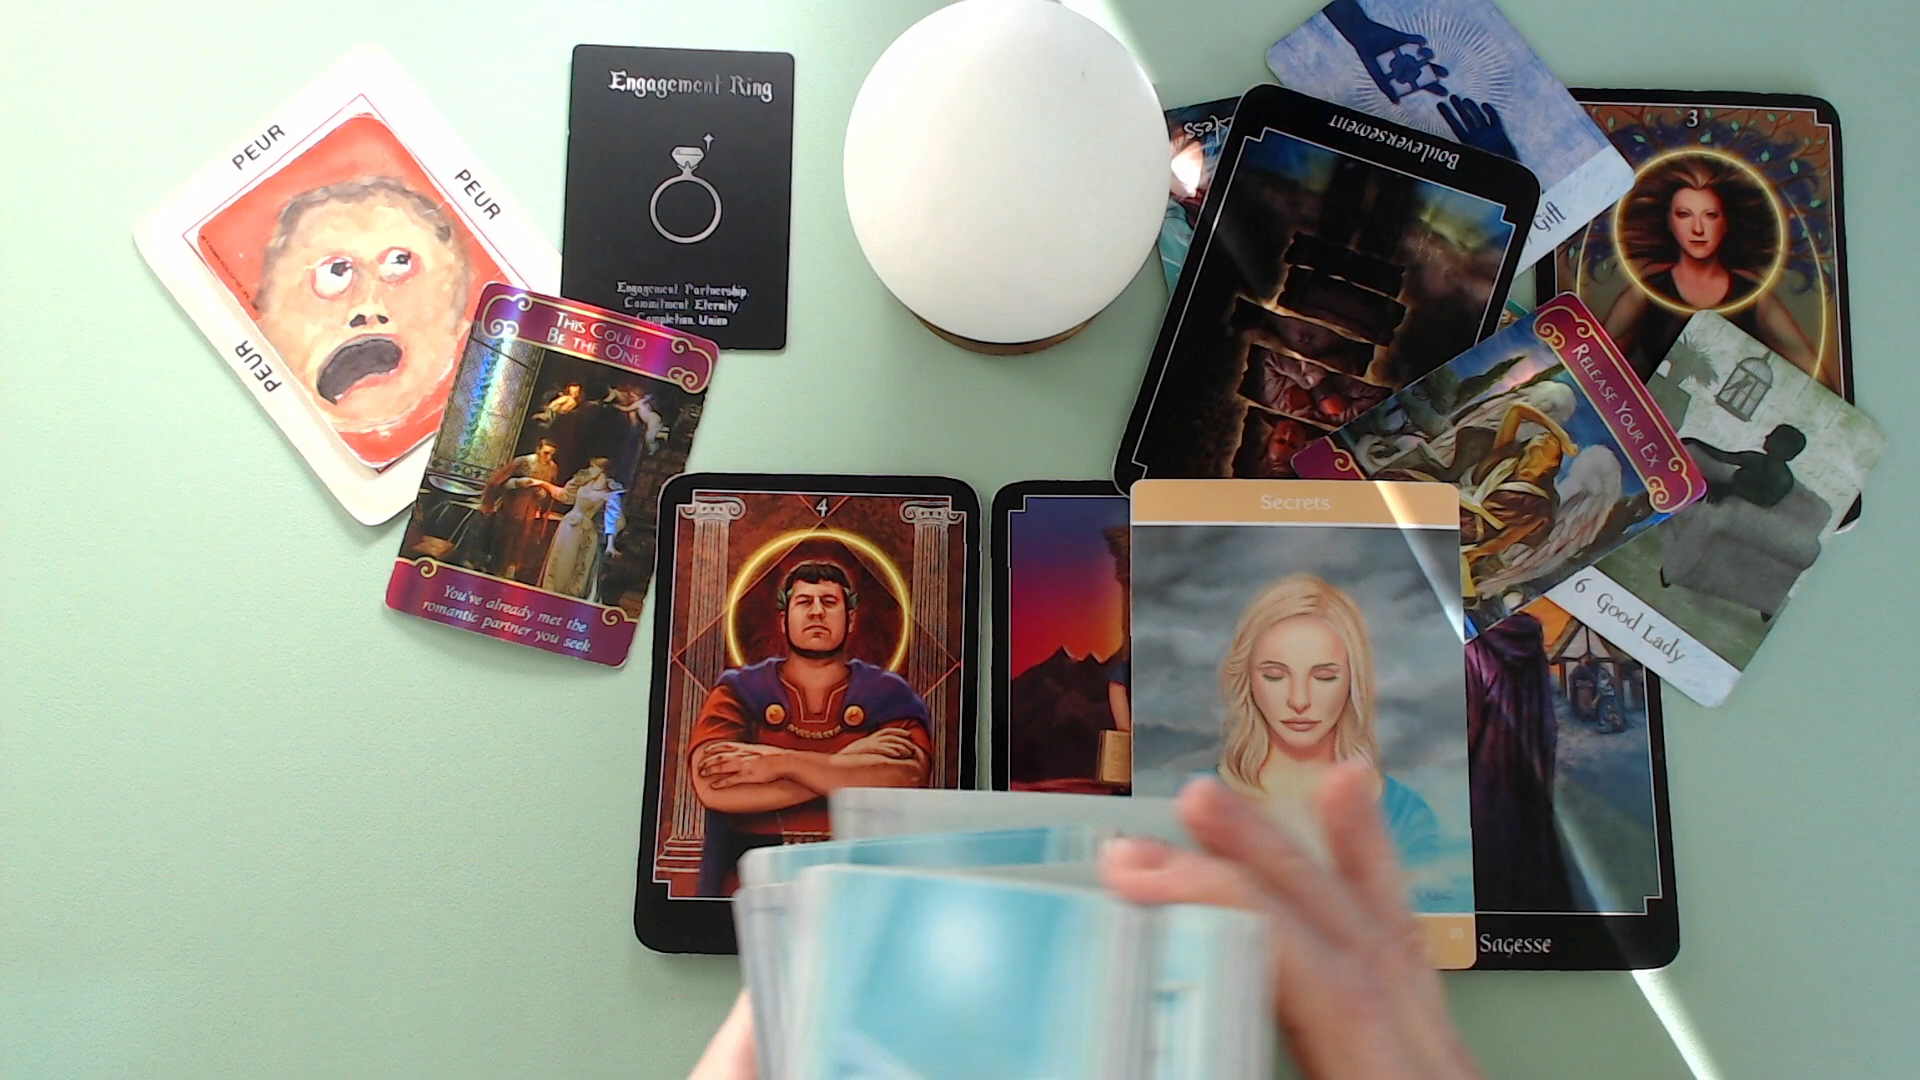 PEUR
PEUR
PEUR
Engagement Ring
Engagement, Partnership,
Commitment, Eternity
Completion, Union
THIS COULD
BE THE ONE
You've already met the
romantic partner you seek
4
Bouleversement
Gift
3
RELEASE YOUR EX
6 Good Lady
Secrets
25
Sagesse